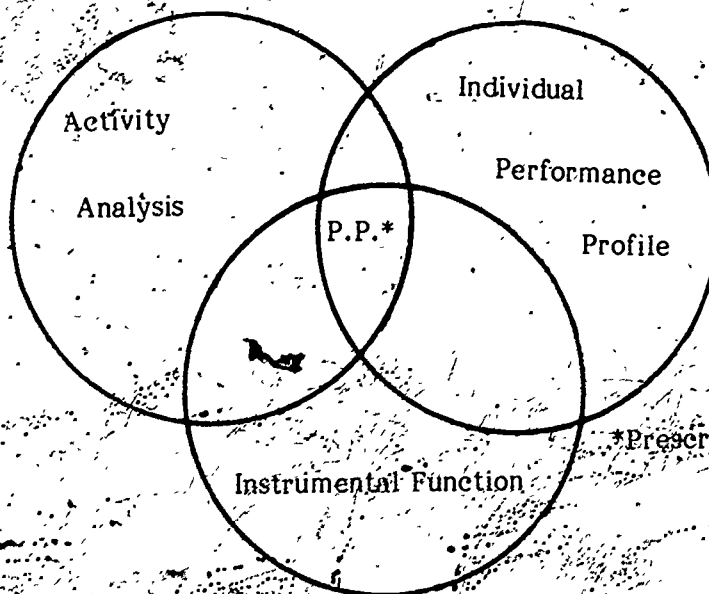 Individual
Activity
Performance
Analysis
P.P.*
Profile
*Prescr
Instrumental Function